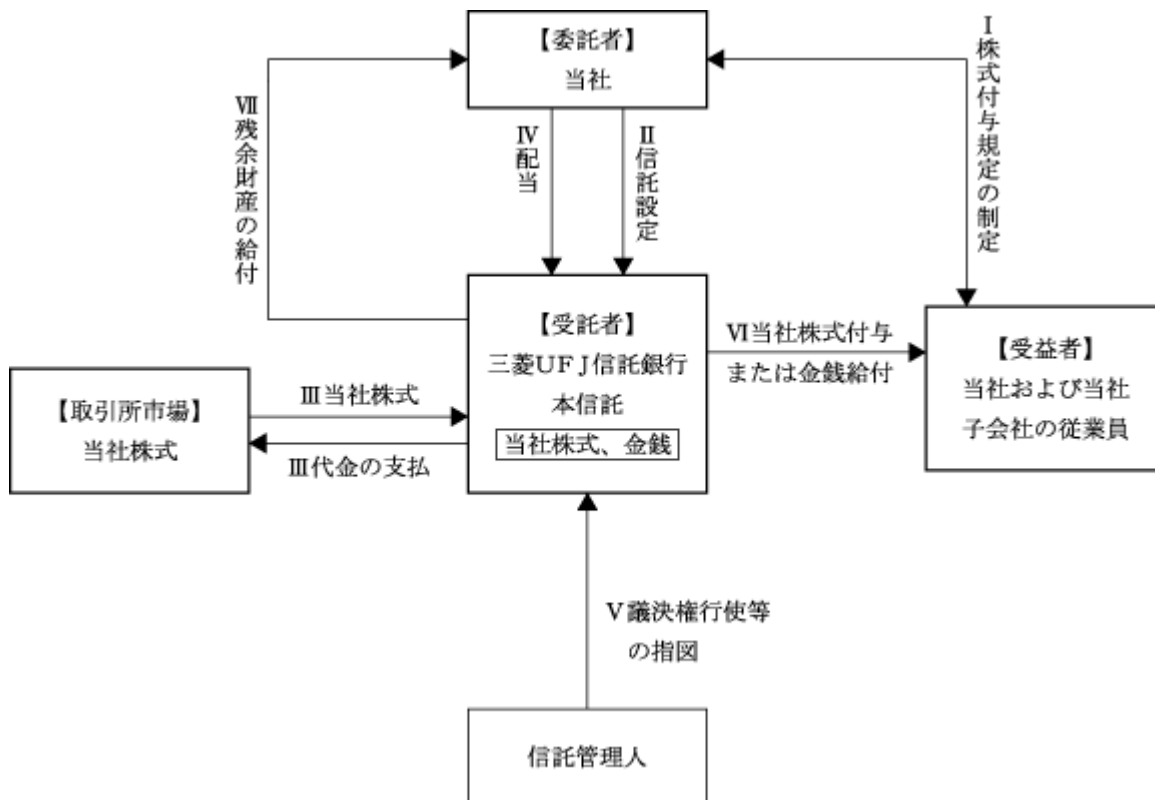 【委託者】
当社
Ⅰ株式付与規定の制定
Ⅶ残余財産の給付
Ⅳ配当
Ⅱ信託設定
【受託者】
三菱UFJ信託銀行
本信託
当社株式、金銭
Ⅵ当社株式付与
または金銭給付
【受益者】
当社および当社
子会社の従業員
【取引所市場】
当社株式
Ⅲ当社株式
Ⅲ代金の支払
Ⅴ議決権行使等
の指図
信託管理人